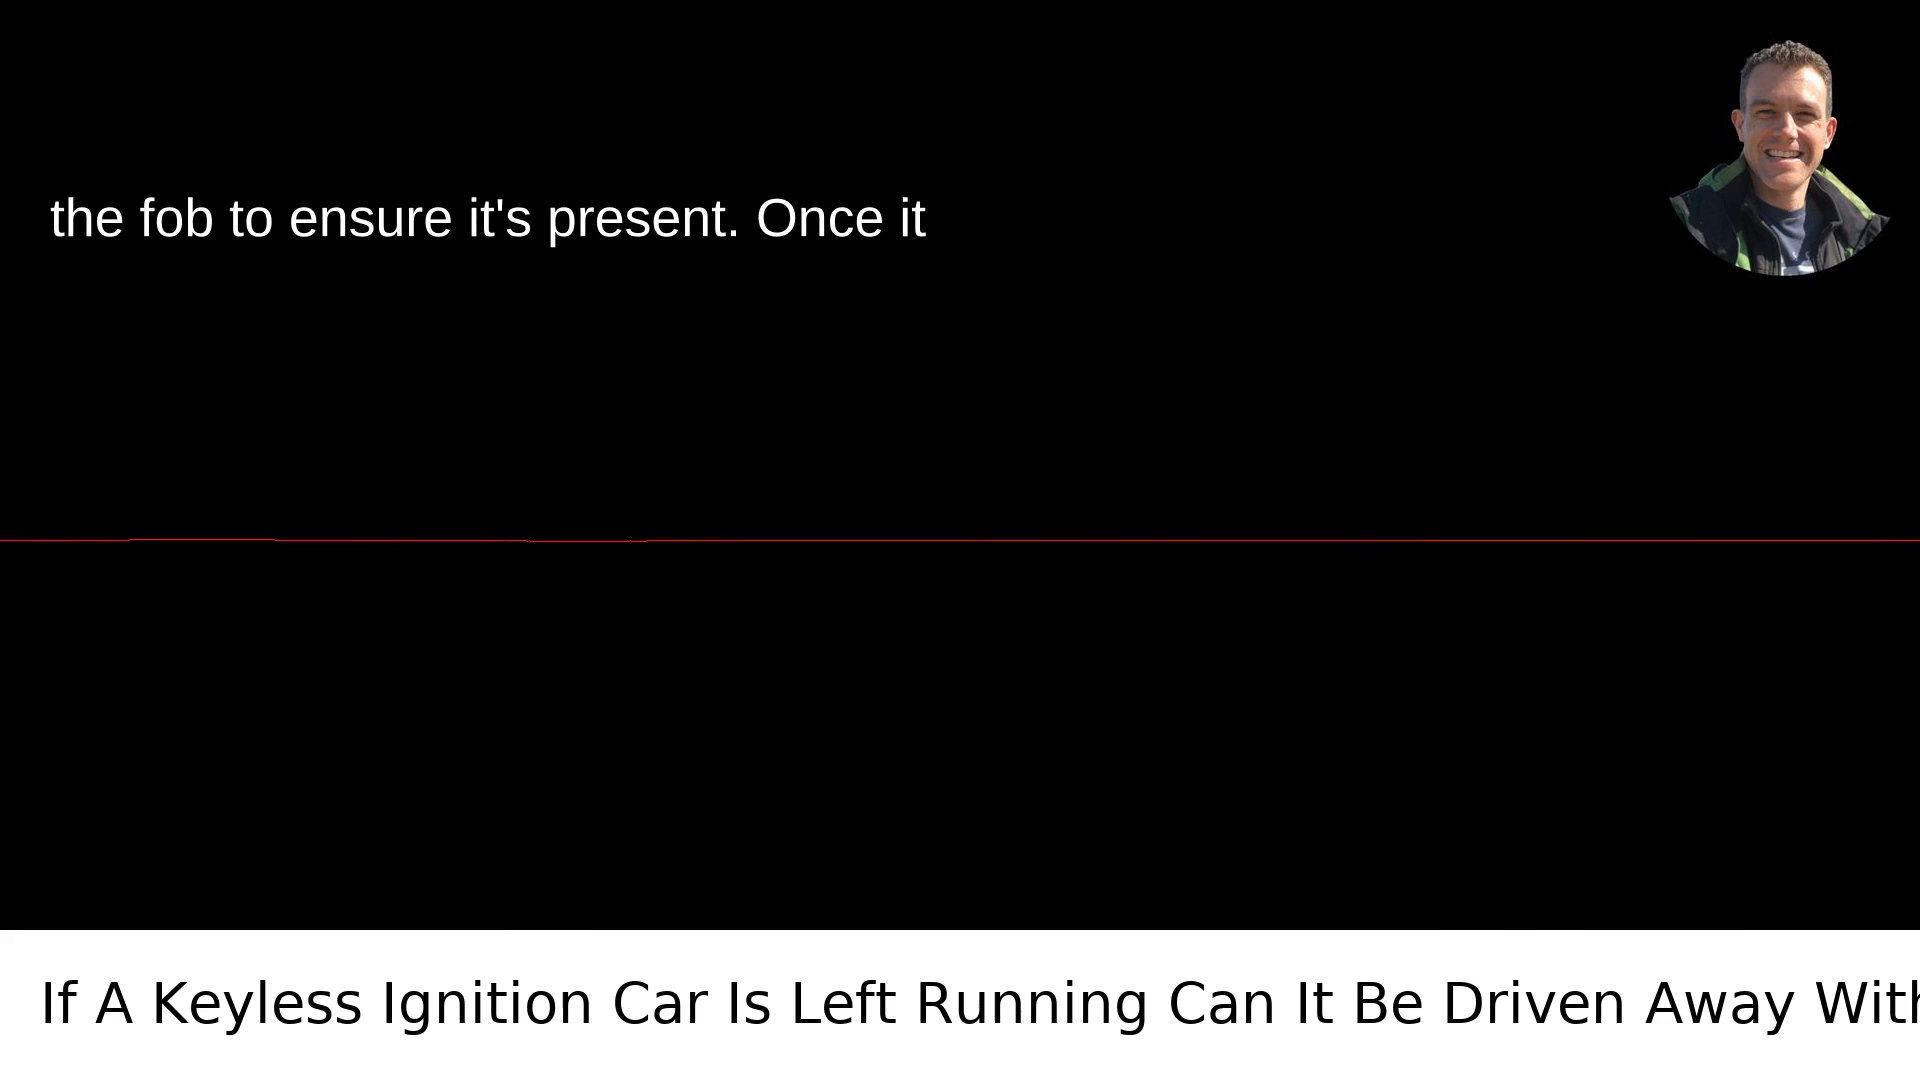 the fob to ensure it's present. Once it
If A Keyless Ignition Car Is Left Running Can It Be Driven Away